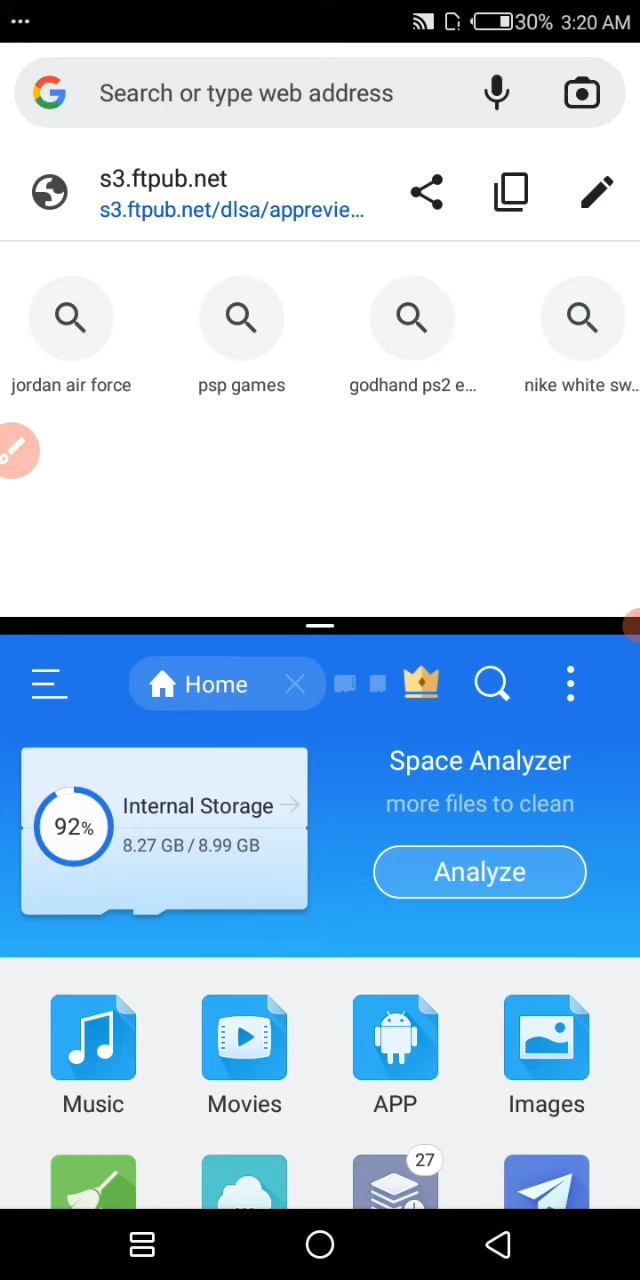 30% 3:20 AM
Search or type web address
s3.ftpub.net
s3.ftpub.net/dlsa/apprevie...
jordan air force
psp games
godhand ps2 e...
nike white sw...
Home
Space Analyzer
more files to clean
92%
Internal Storage
8.27 GB / 8.99 GB
Analyze
Music
Movies
APP
Images
27